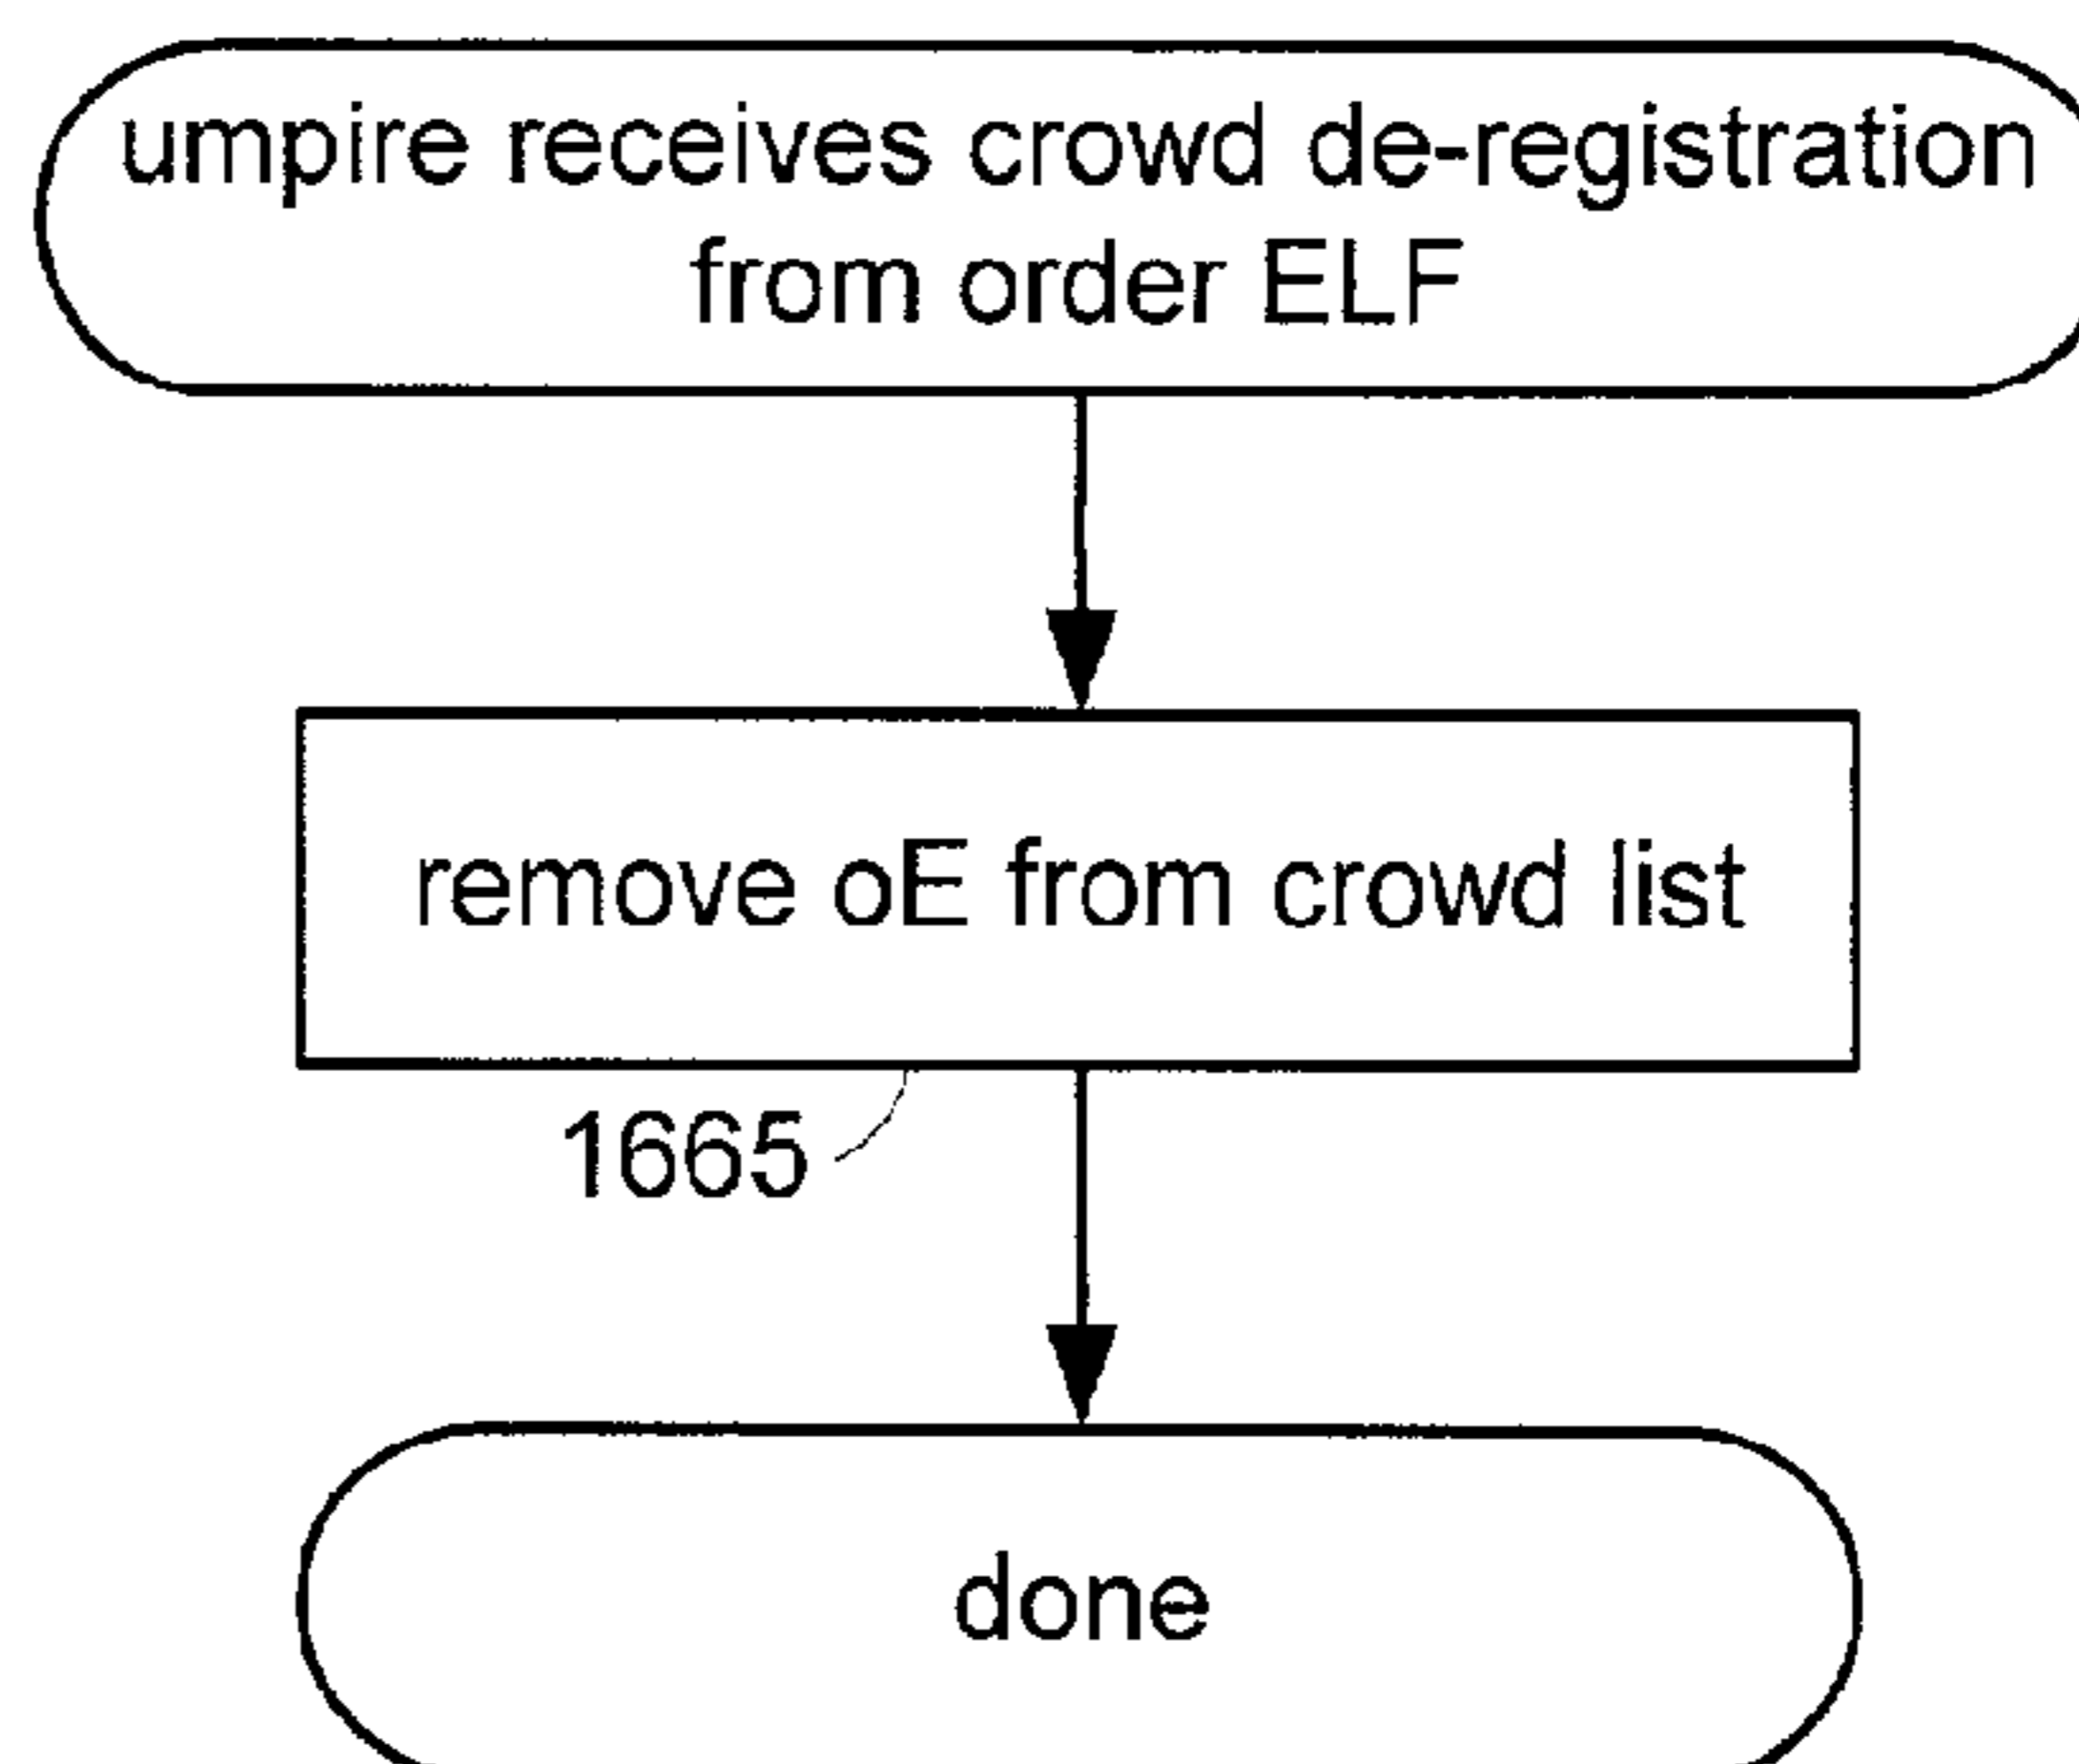 umpire receives crowd de-registration
from order ELF
remove oE from crowd list
1665
done